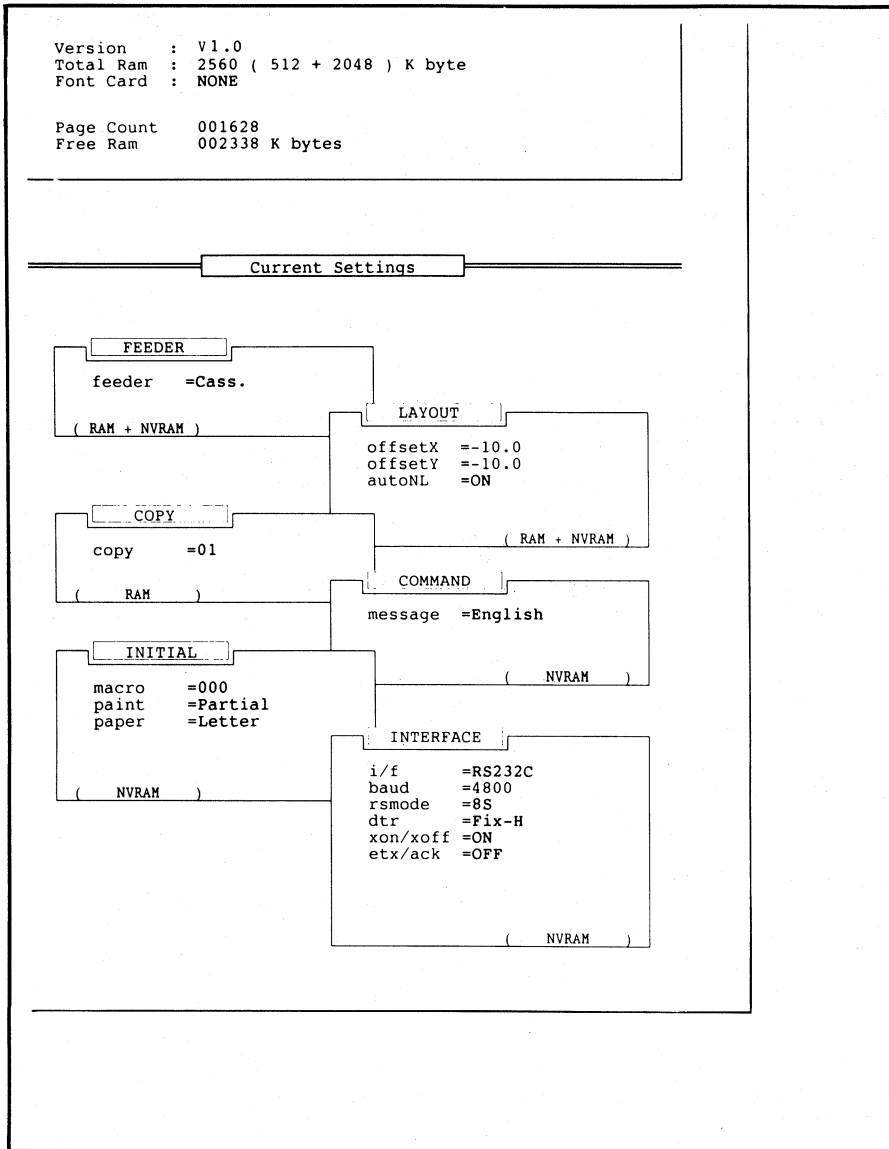 Version : V1.0
Total Ram : 2560 ( 512 + 2048 ) K byte
Font Card : NONE
Page Count 001628
Free Ram 002338 K bytes
Current Settings
FEEDER
feeder =Cass.
( RAM + NVRAM )
LAYOUT
offsetX =-10.0
offsetY =-10.0
autoNL =ON
( RAM + NVRAM )
COPY
copy =01
( RAM )
COMMAND
message =English
( NVRAM )
INITIAL
macro =000
paint =Partial
paper =Letter
( NVRAM )
INTERFACE
i/f =RS232C
baud =4800
rsmode =8S
dtr =Fix-H
xon/xoff =ON
etx/ack =OFF
( NVRAM )